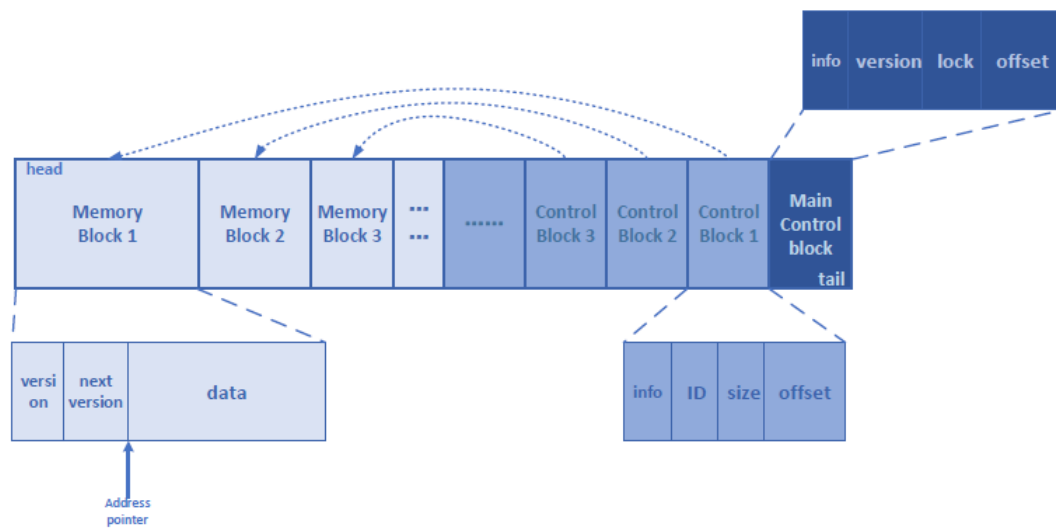 info version lock offset
head
Memory
Block 1
Memory
Block 2
Memory
Block 3
...
...
......
Control
Block 3
Control
Block 2
Control
Block 1
Main
Control
block
tail
versi
on
next
version
data
info ID size offset
Address
pointer